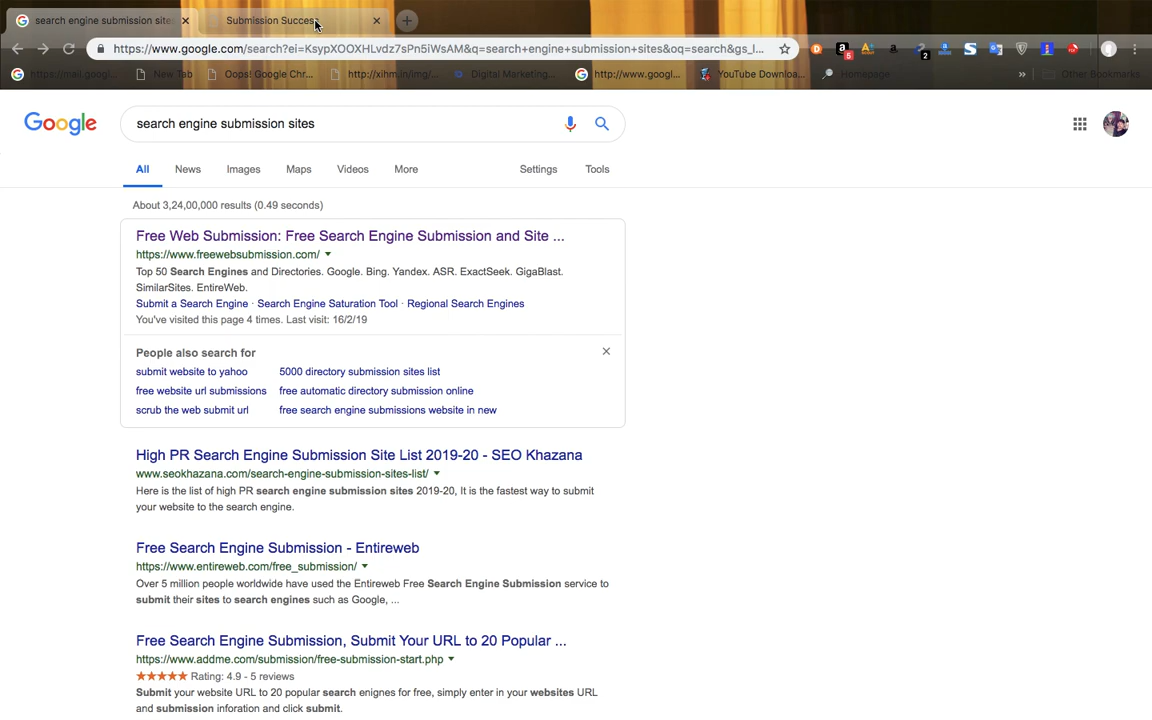 search engine submission site
Submission Success
https://www.google.com/search?ei=KsypXOOXHLvdz7sPn5iWsAM&q=search+engine+submission+sites&oq=search&gs_l...
5
2
https://mail.googl...
New Tab
Oops! Google Chr...
http://xihm.in/img/...
Digital Marketing...
http://www.googl...
YouTube Downloa...
Homepage
»
Other Bookmarks
Google
search engine submission sites
All
News
Images
Maps
Videos
More
Settings
Tools
About 3,24,00,000 results (0.49 seconds)
Free Web Submission: Free Search Engine Submission and Site ...
https://www.freewebsubmission.com/
Top 50 Search Engines and Directories. Google. Bing. Yandex. ASR. ExactSeek. GigaBlast.
SimilarSites. EntireWeb.
Submit a Search Engine · Search Engine Saturation Tool · Regional Search Engines
You've visited this page 4 times. Last visit: 16/2/19
People also search for
submit website to yahoo
5000 directory submission sites list
free website url submissions
free automatic directory submission online
scrub the web submit url
free search engine submissions website in new
High PR Search Engine Submission Site List 2019-20 - SEO Khazana
www.seokhazana.com/search-engine-submission-sites-list/
Here is the list of high PR search engine submission sites 2019-20, It is the fastest way to submit
your website to the search engine.
Free Search Engine Submission - Entireweb
https://www.entireweb.com/free_submission/
Over 5 million people worldwide have used the Entireweb Free Search Engine Submission service to
submit their sites to search engines such as Google, ...
Free Search Engine Submission, Submit Your URL to 20 Popular ...
https://www.addme.com/submission/free-submission-start.php
Rating: 4.9 - 5 reviews
Submit your website URL to 20 popular search enignes for free, simply enter in your websites URL
and submission inforation and click submit.